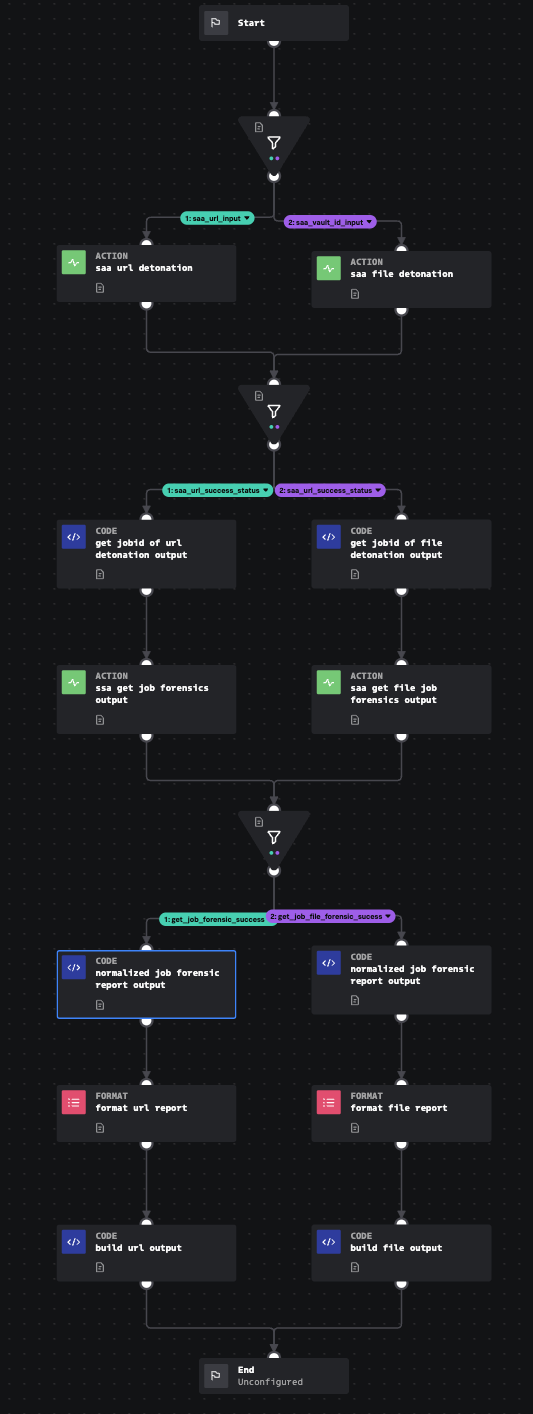 Start
1: saa_url_input
2: saa_vault_id_input
ACTION
saa url detonation
ACTION
saa file detonation
1: saa_url_success_status
2: saa_url_success_status
CODE
get jobid of url
detonation output
CODE
get jobid of file
detonation output
ACTION
ssa get job forensics
output
ACTION
saa get file job
forensics output
1: get_job_forensic_success
2: get_job_file_forensic_sucess
CODE
normalized job forensic
report output
CODE
normalized job forensic
report output
FORMAT
format url report
FORMAT
format file report
CODE
build url output
CODE
build file output
End
Unconfigured